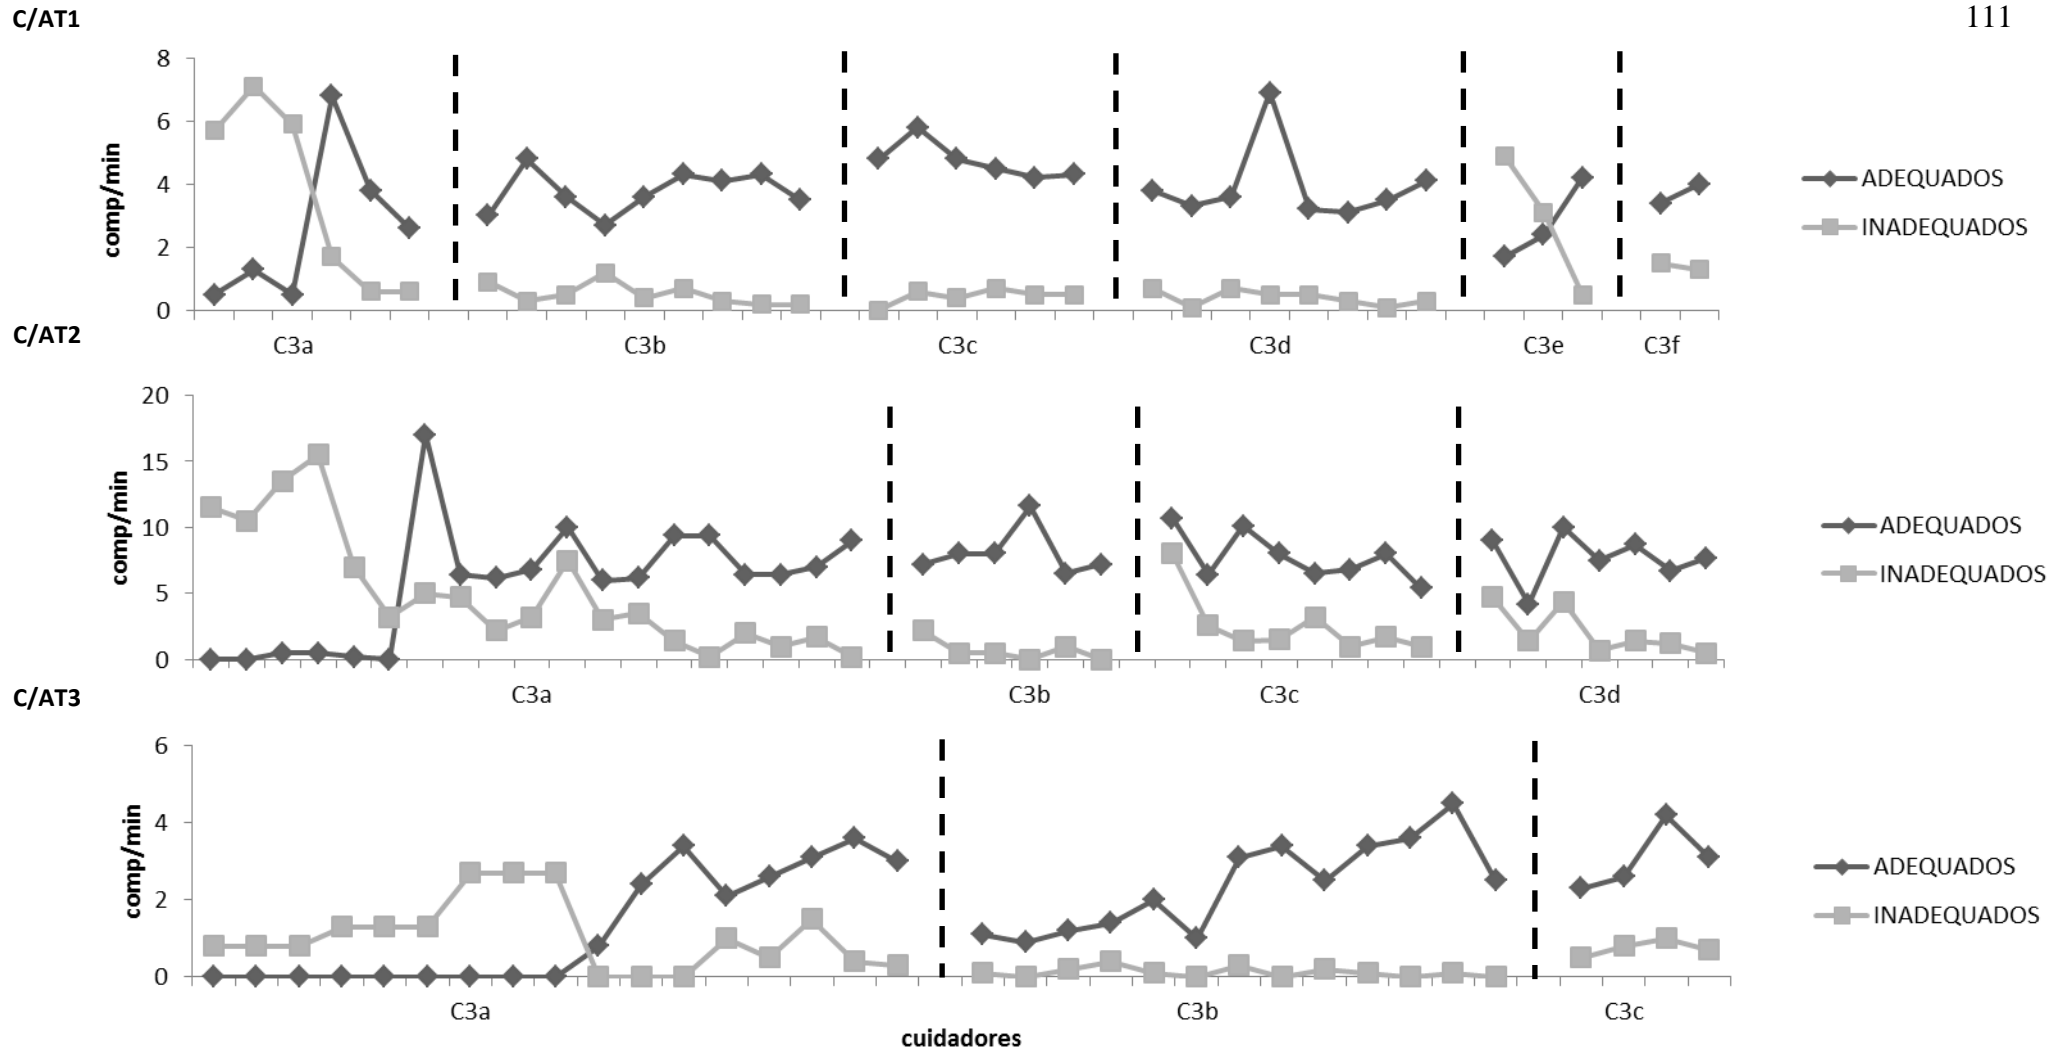 C/AT1
111
8
6
4
2
0
comp/min
C3a
C3b
C3c
C3d
C3e
C3f
ADEQUADOS
INADEQUADOS
C/AT2
20
15
10
5
0
comp/min
C3a
C3b
C3c
C3d
ADEQUADOS
INADEQUADOS
C/AT3
6
4
2
0
comp/min
C3a
C3b
C3c
ADEQUADOS
INADEQUADOS
cuidadores